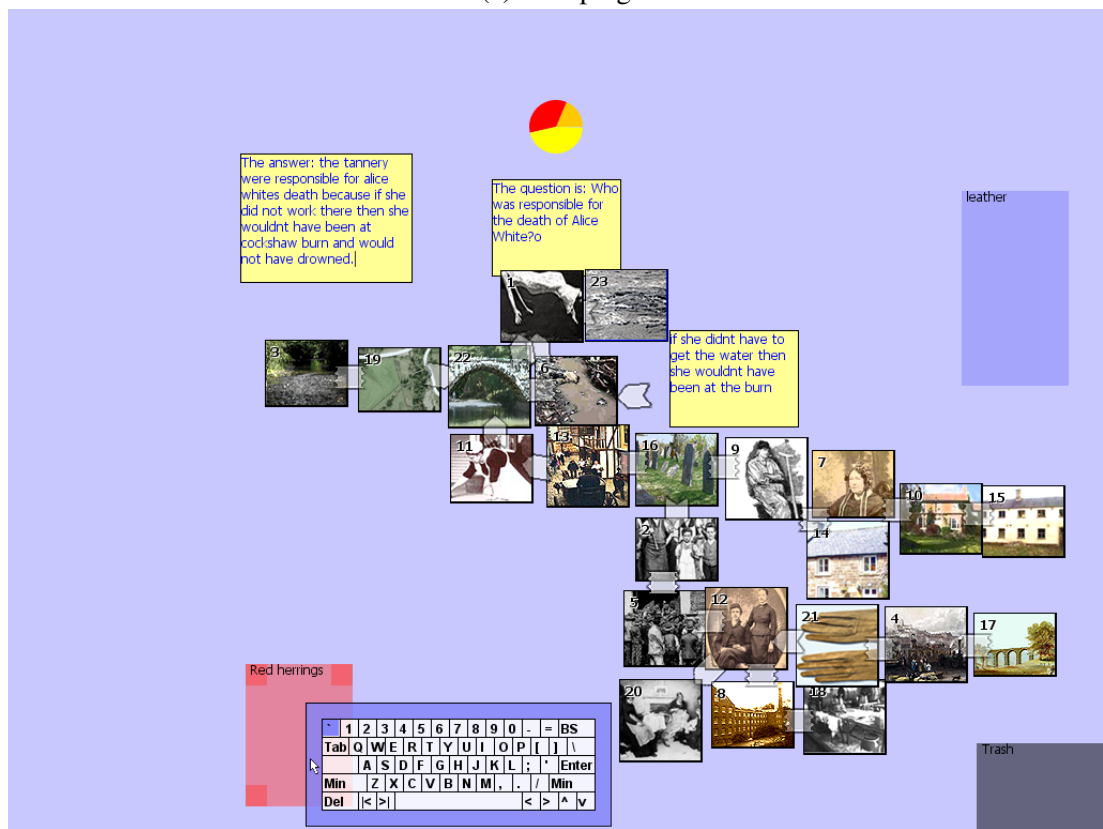 The answer: the tannery
were responsible for alice
whites death because if she
did not work there then she
wouldnt have been at
cockshaw burn and would
not have drowned.
The question is: Who
was responsible for
the death of Alice
White?o
leather
1
23
if she didnt have to
get the water then
she wouldnt have
been at the burn
3
19
22
6
11
13
16
9
7
10
15
2
14
5
12
21
4
17
20
8
18
Red herrings
Trash
` 1 2 3 4 5 6 7 8 9 0 - = BS
Tab Q W E R T Y U I O P [ ] \
A S D F G H J K L ; ' Enter
Min Z X C V B N M , . / Min
Del |< >| < > ^ v